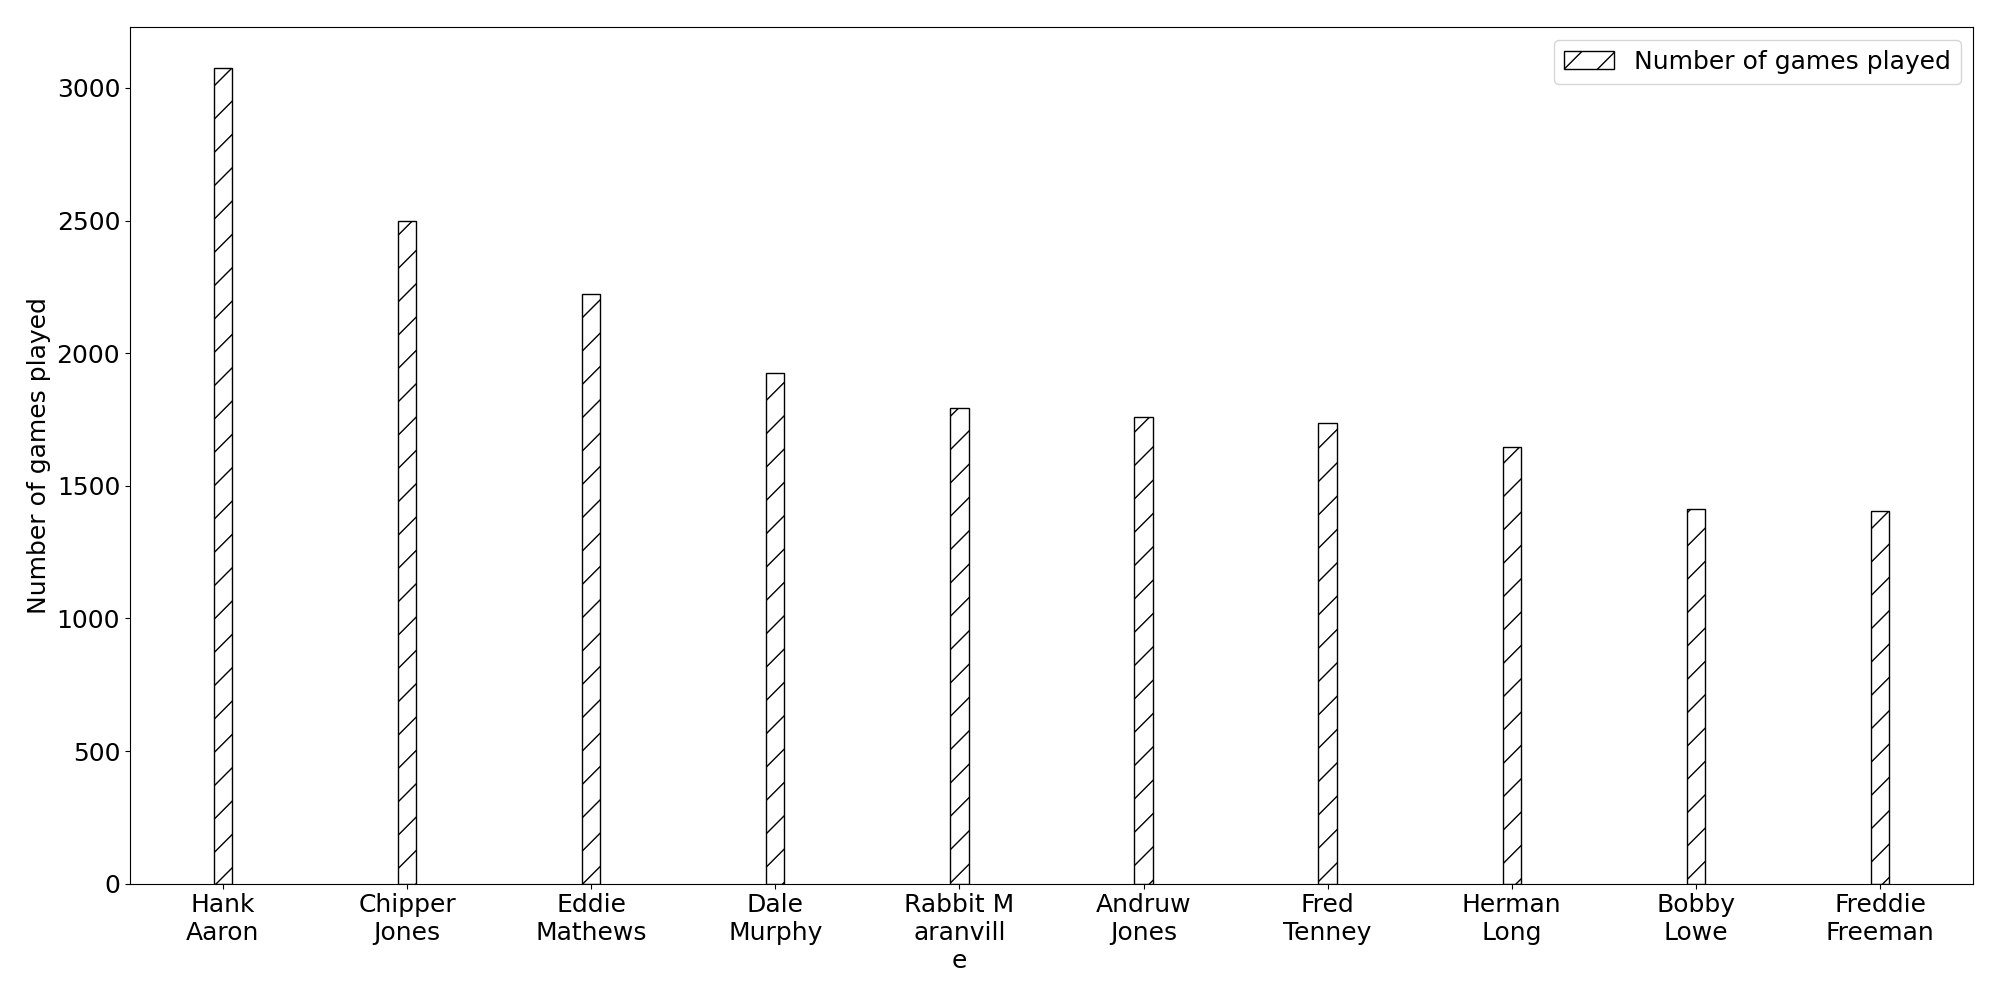 Number of games played
3000
2500
2000
1500
1000
500
0
Number of games played
Hank
Aaron
Chipper
Jones
Eddie
Mathews
Dale
Murphy
Rabbit M
aranvill
e
Andruw
Jones
Fred
Tenney
Herman
Long
Bobby
Lowe
Freddie
Freeman